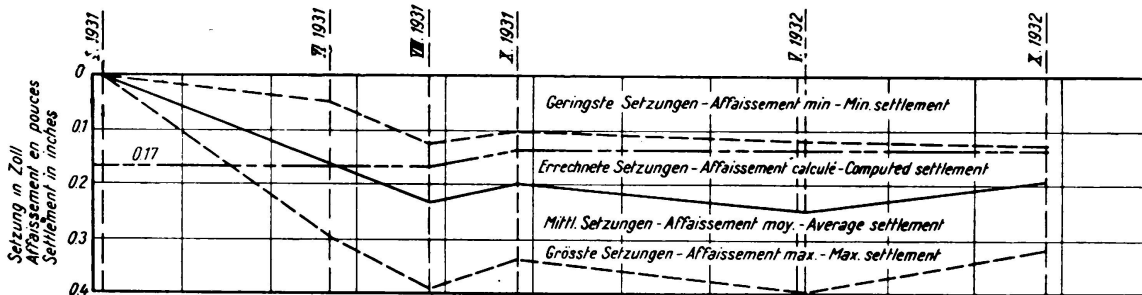 1931
VI. 1931
VIII. 1931
X. 1931
V. 1932
X. 1932
Setzung in Zoll
Affaissement en pouces
Settlement in inches
0
0.1
0.17
0.2
0.3
0.4
Geringste Setzungen - Affaissement min - Min. settlement
Errechnete Setzungen - Affaissement calculé - Computed settlement
Mittl. Setzungen - Affaissement moy. - Average settlement
Grösste Setzungen - Affaissement max. - Max. settlement